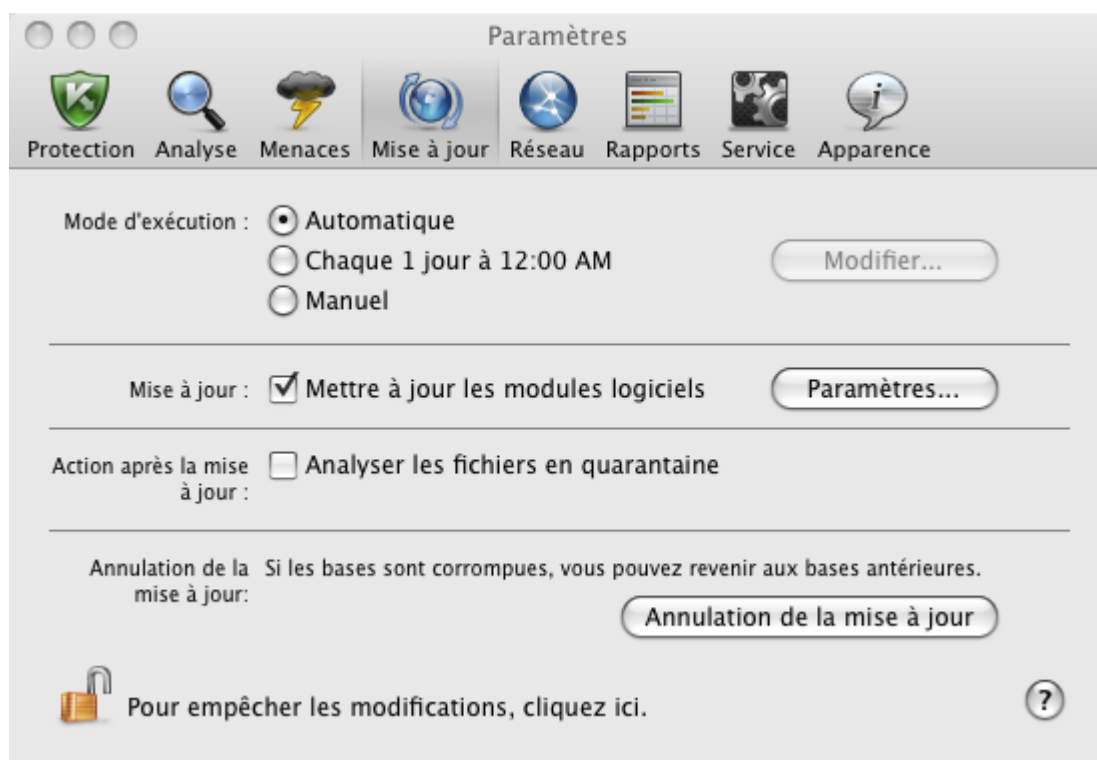 Paramètres
Protection Analyse Menaces Mise à jour Réseau Rapports Service Apparence
Mode d'exécution : Automatique
Chaque 1 jour à 12:00 AM Modifier...
Manuel
Mise à jour : Mettre à jour les modules logiciels Paramètres...
Action après la mise Analyser les fichiers en quarantaine
à jour :
Annulation de la Si les bases sont corrompues, vous pouvez revenir aux bases antérieures.
mise à jour:
Annulation de la mise à jour
Pour empêcher les modifications, cliquez ici. ?